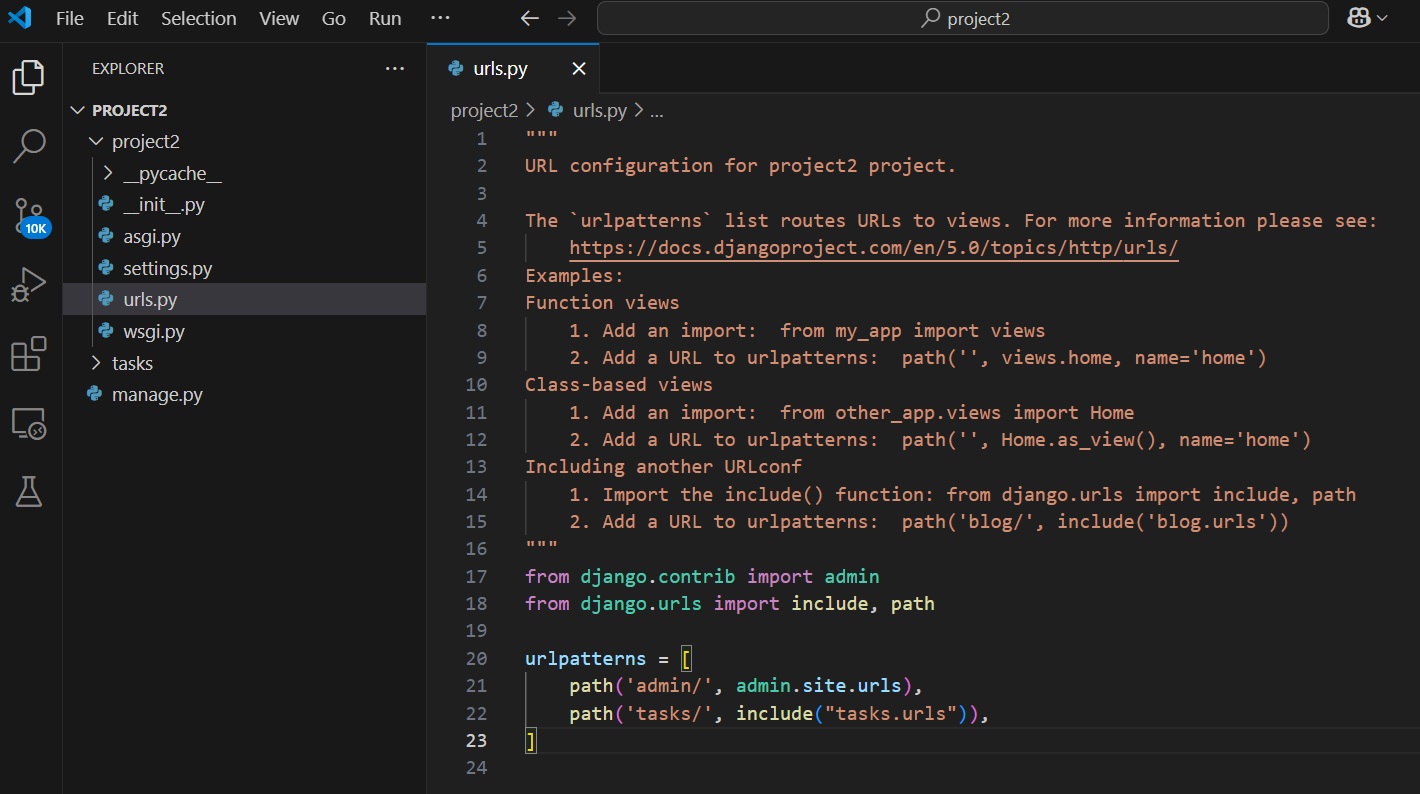 File Edit Selection View Go Run ...
project2
EXPLORER ...
PROJECT2
project2
__pycache__
__init__.py
asgi.py
settings.py
urls.py
wsgi.py
tasks
manage.py
10K
urls.py
project2 > urls.py > ...
1 """
2 URL configuration for project2 project.
3
4 The `urlpatterns` list routes URLs to views. For more information please see:
5     https://docs.djangoproject.com/en/5.0/topics/http/urls/
6 Examples:
7 Function views
8     1. Add an import:  from my_app import views
9     2. Add a URL to urlpatterns:  path('', views.home, name='home')
10 Class-based views
11     1. Add an import:  from other_app.views import Home
12     2. Add a URL to urlpatterns:  path('', Home.as_view(), name='home')
13 Including another URLconf
14     1. Import the include() function: from django.urls import include, path
15     2. Add a URL to urlpatterns:  path('blog/', include('blog.urls'))
16 """
17 from django.contrib import admin
18 from django.urls import include, path
19
20 urlpatterns = [
21     path('admin/', admin.site.urls),
22     path('tasks/', include("tasks.urls")),
23 ]
24